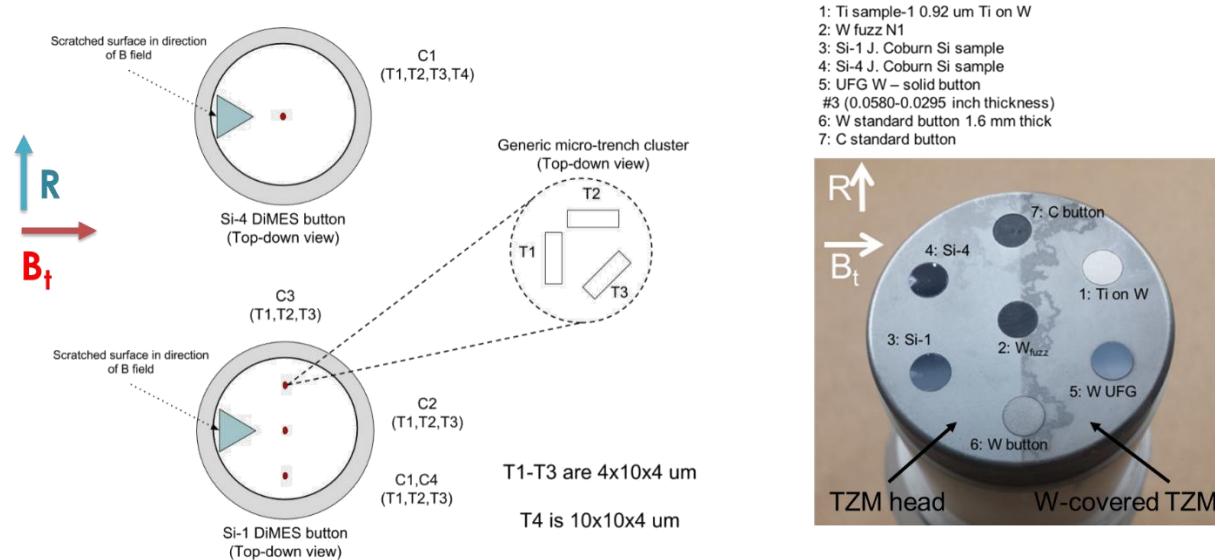 Scratched surface in direction
of B field
C1
(T1,T2,T3,T4)
R
Bt
Si-4 DiMES button
(Top-down view)
Generic micro-trench cluster
(Top-down view)
T2
T1
T3
C3
(T1,T2,T3)
Scratched surface in direction
of B field
C2
(T1,T2,T3)
C1,C4
(T1,T2,T3)
Si-1 DiMES button
(Top-down view)
T1-T3 are 4x10x4 um
T4 is 10x10x4 um
1: Ti sample-1 0.92 um Ti on W
2: W fuzz N1
3: Si-1 J. Coburn Si sample
4: Si-4 J. Coburn Si sample
5: UFG W – solid button
#3 (0.0580-0.0295 inch thickness)
6: W standard button 1.6 mm thick
7: C standard button
R
Bt
7: C button
4: Si-4
1: Ti on W
3: Si-1
2: Wfuzz
5: W UFG
6: W button
TZM head
W-covered TZM